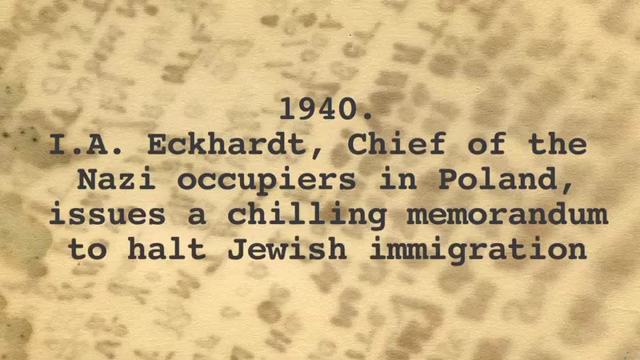 1940.
I.A. Eckhardt, Chief of the
Nazi occupiers in Poland,
issues a chilling memorandum
to halt Jewish immigration